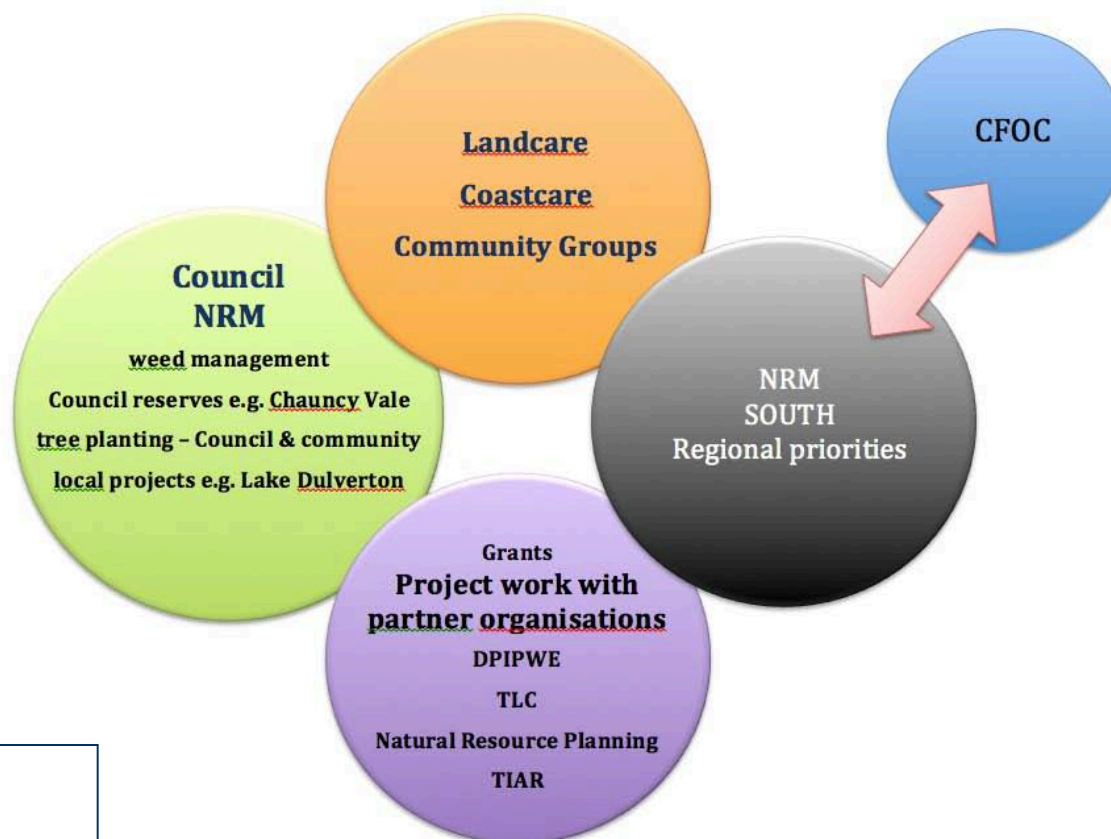 Landcare
Coastcare
Community Groups
CFOC
Council
NRM
weed management
Council reserves e.g. Chauncy Vale
tree planting – Council & community
local projects e.g. Lake Dulverton
NRM
SOUTH
Regional priorities
Grants
Project work with
partner organisations
DPIPWE
TLC
Natural Resource Planning
TIAR